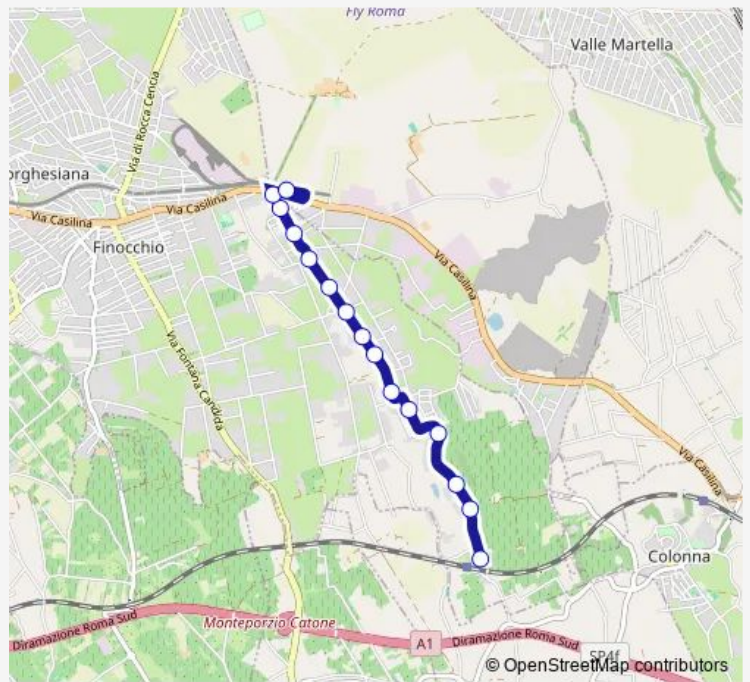 Fly Roma
Valle Martella
Via di Rocca Cencia
orghesiana
Via Casilina
Via Casilina
Finocchio
Via Casilina
Via Fontana Candida
Via Casilina
Colonna
Monteporzio Catone
Diramazione Roma Sud
A1
Diramazione Roma Sud
SP4f
© OpenStreetMap contributors